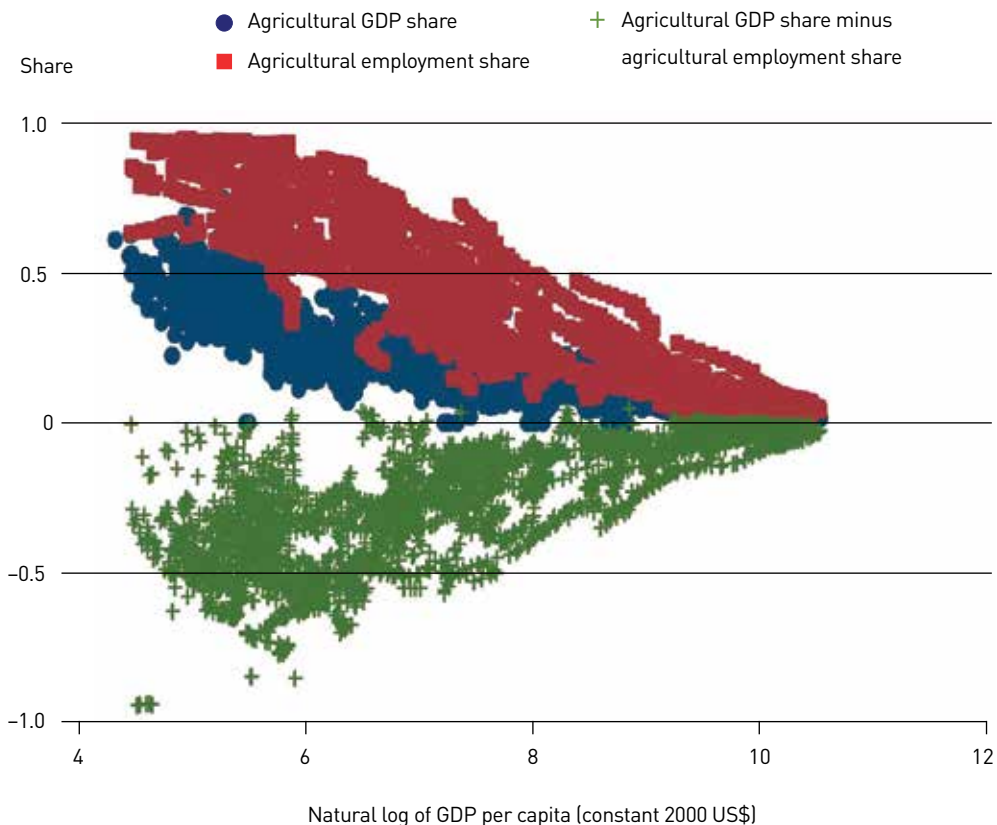 Agricultural GDP share
Agricultural employment share
Agricultural GDP share minus
agricultural employment share
Share
1.0
0.5
0
–0.5
–1.0
4 6 8 10 12
Natural log of GDP per capita (constant 2000 US$)